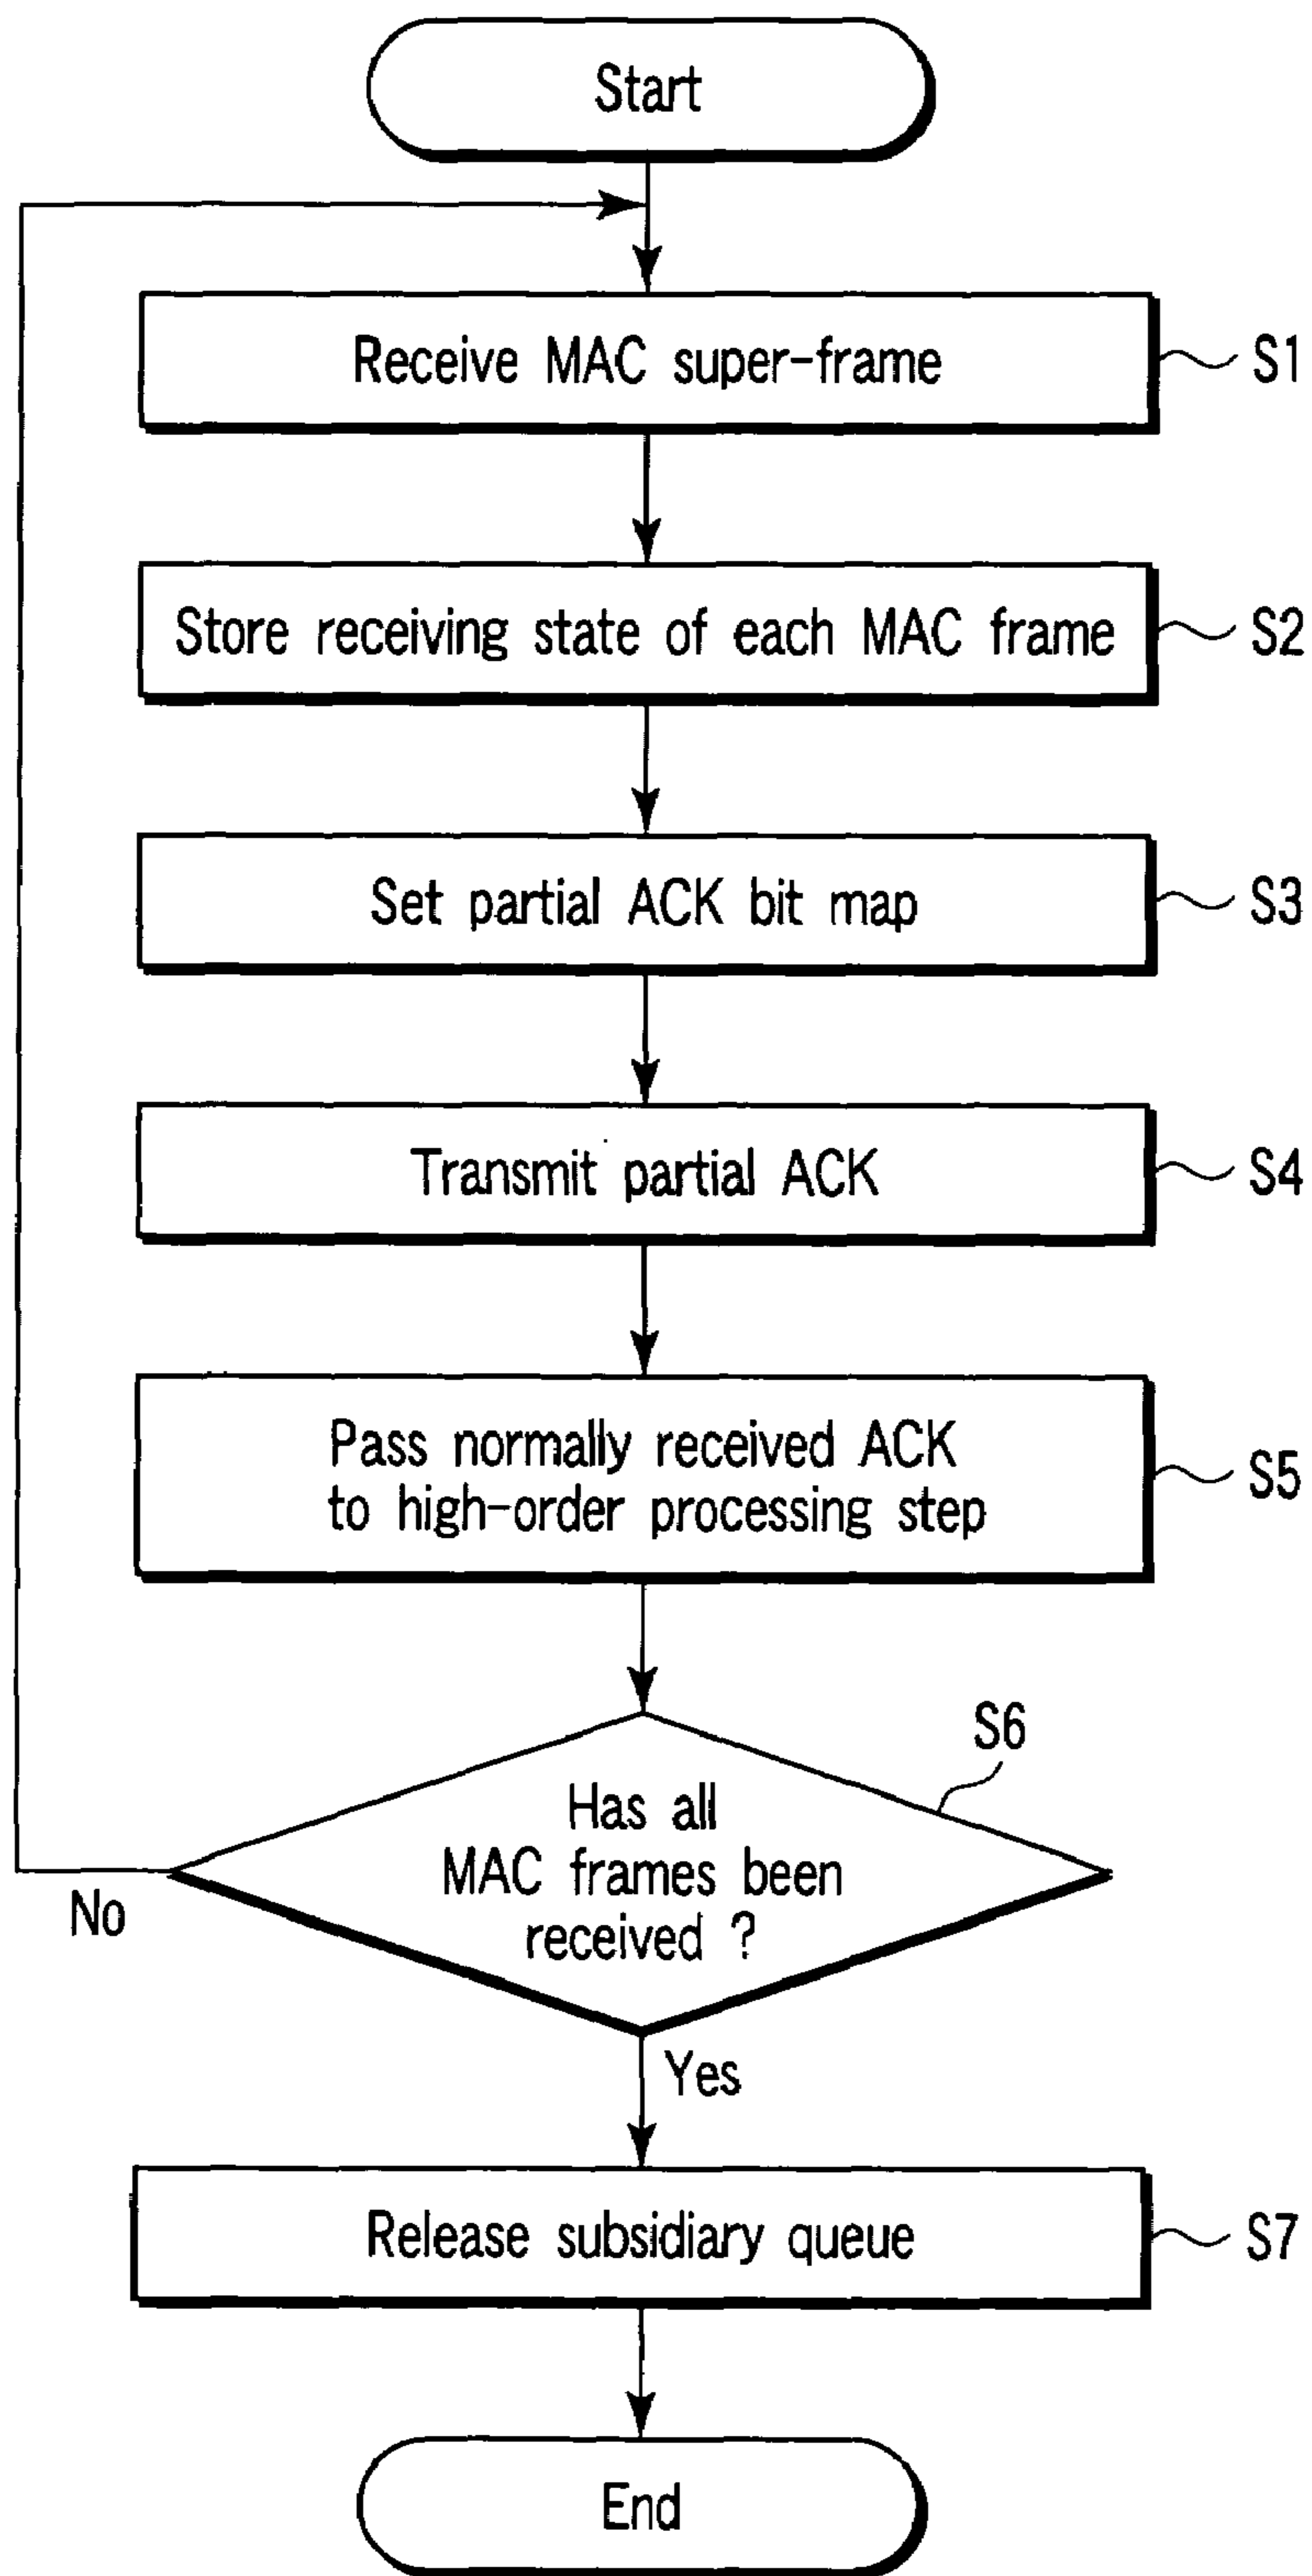 Start
Receive MAC super-frame
S1
Store receiving state of each MAC frame
S2
Set partial ACK bit map
S3
Transmit partial ACK
S4
Pass normally received ACK
to high-order processing step
S5
S6
Has all
MAC frames been
received ?
No
Yes
Release subsidiary queue
S7
End